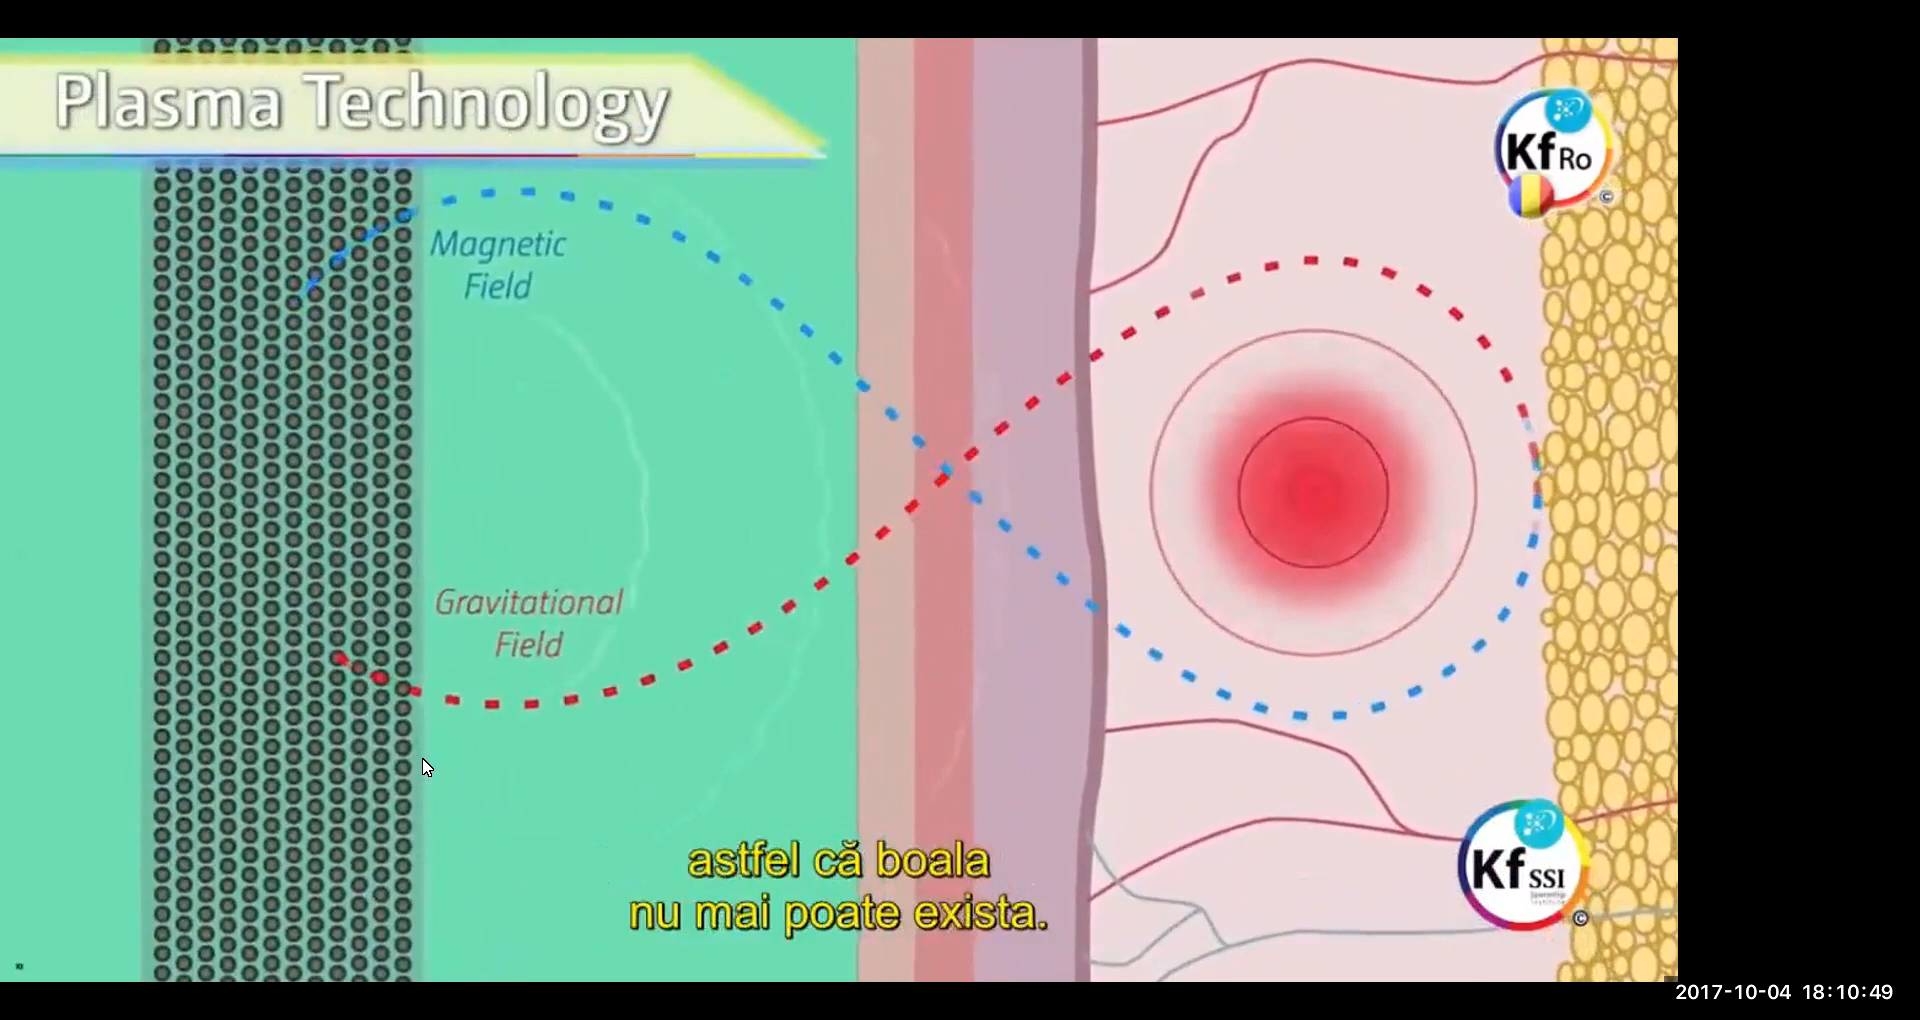 Plasma Technology
Kf Ro
©
Magnetic
Field
Gravitational
Field
astfel că boala
nu mai poate exista.
Kf SSI
©
2017-10-04 18:10:49